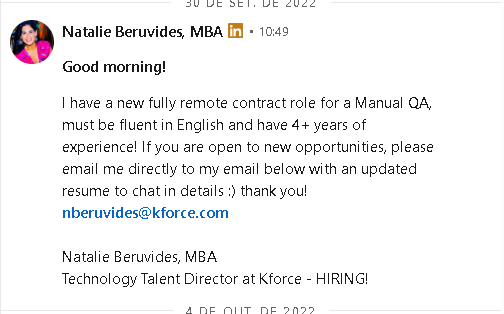 30 DE SET. DE 2022
Natalie Beruvides, MBA in • 10:49
Good morning!
I have a new fully remote contract role for a Manual QA,
must be fluent in English and have 4+ years of
experience! If you are open to new opportunities, please
email me directly to my email below with an updated
resume to chat in details :) thank you!
nberuvides@kforce.com
Natalie Beruvides, MBA
Technology Talent Director at Kforce - HIRING!
4 DE OUT. DE 2022